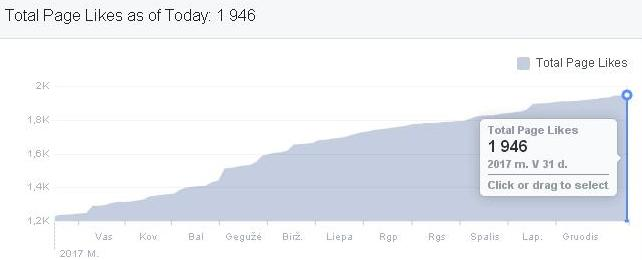 Total Page Likes as of Today: 1 946
Total Page Likes
2K
1,8K
1,6K
1,4K
1,2K
Total Page Likes
1 946
2017 m. V 31 d.
Click or drag to select
Vas Kov Bal Gegužė Birž. Liepa Rgp Rgs Spalis Lap. Gruodis
2017 M.